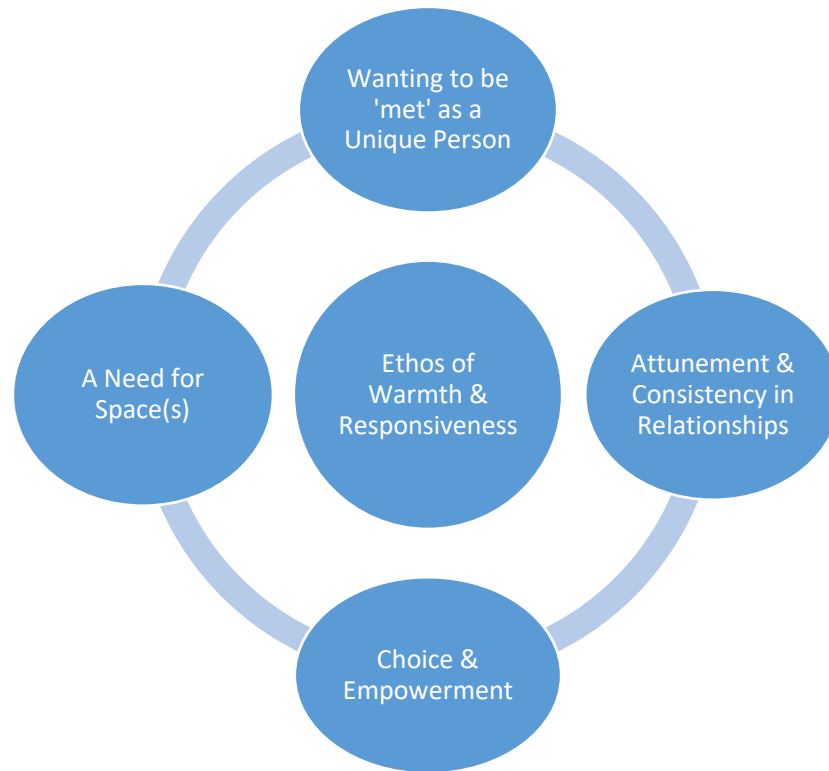 Wanting to be
'met' as a
Unique Person
A Need for
Space(s)
Ethos of
Warmth &
Responsiveness
Attunement &
Consistency in
Relationships
Choice &
Empowerment